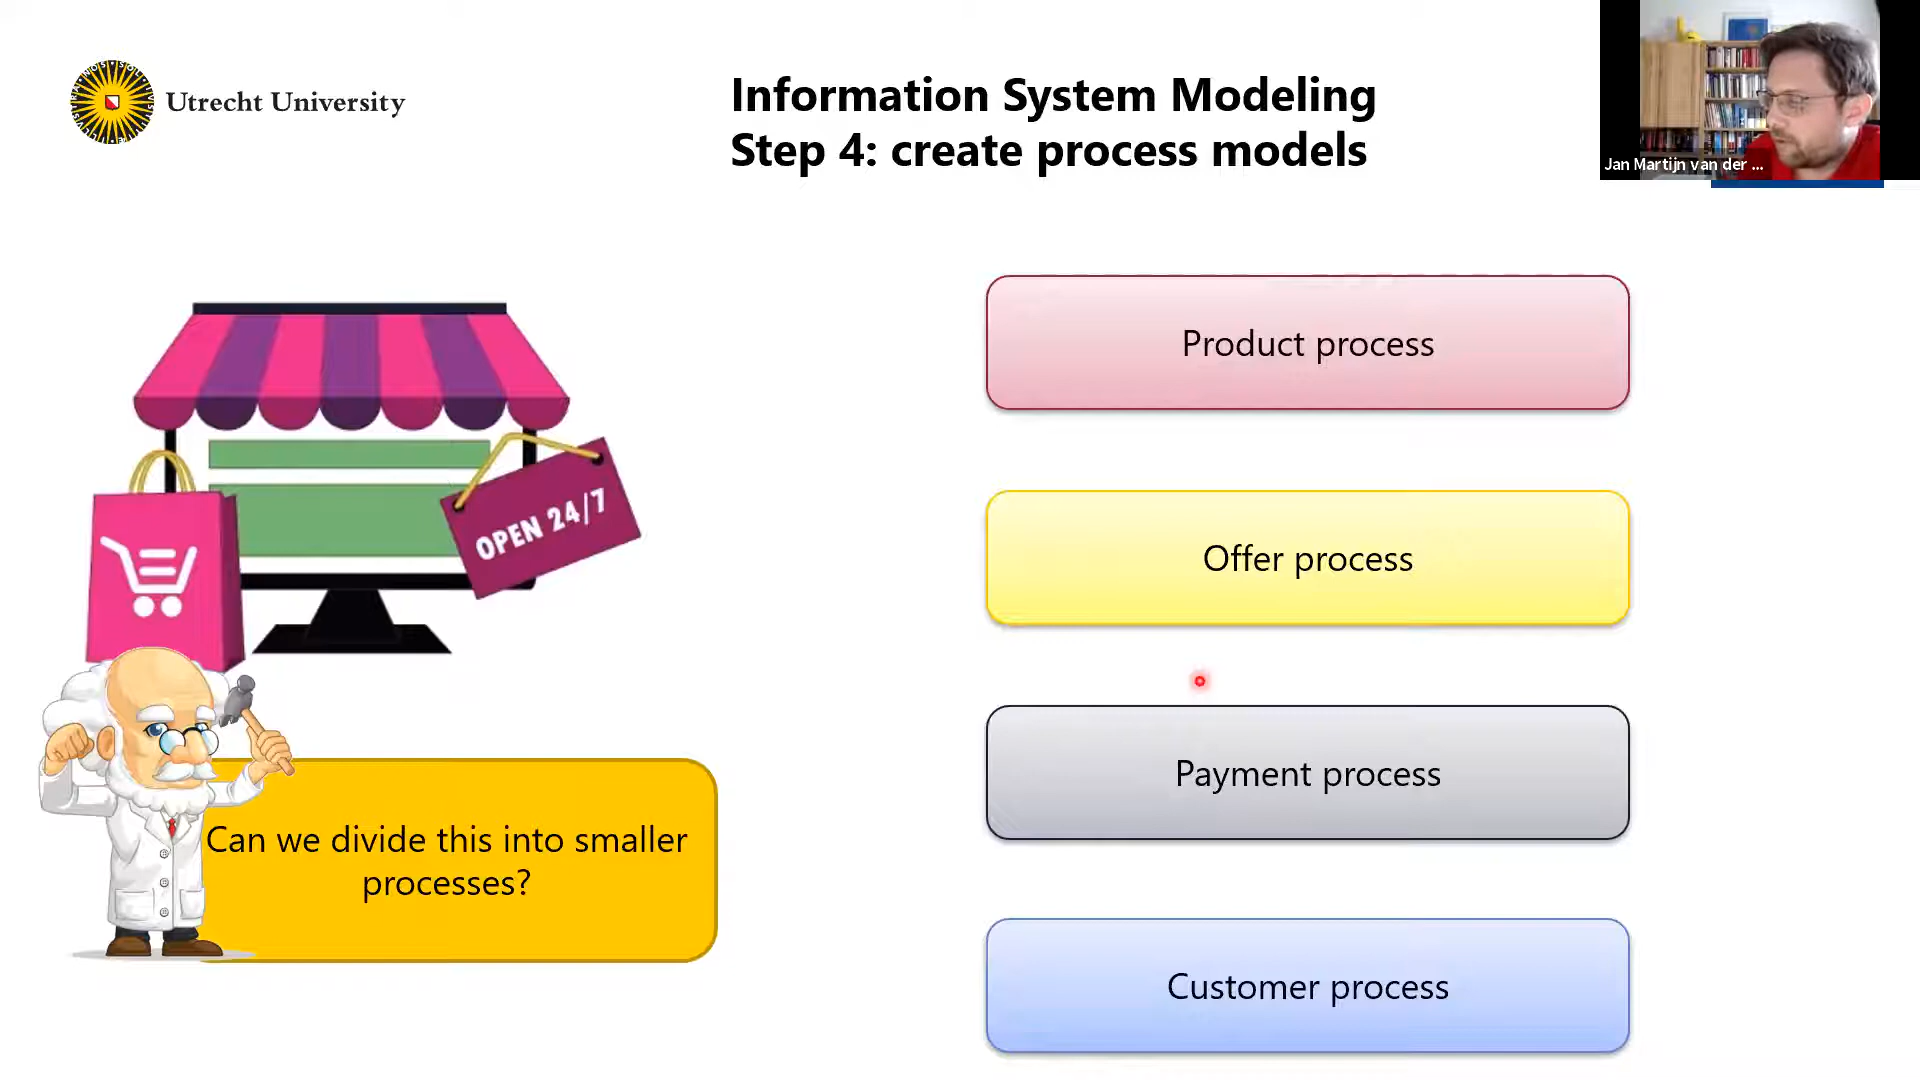 Utrecht University
Information System Modeling
Step 4: create process models
Jan Martijn van der ...
Product process
OPEN 24/7
Offer process
Payment process
Can we divide this into smaller
processes?
Customer process